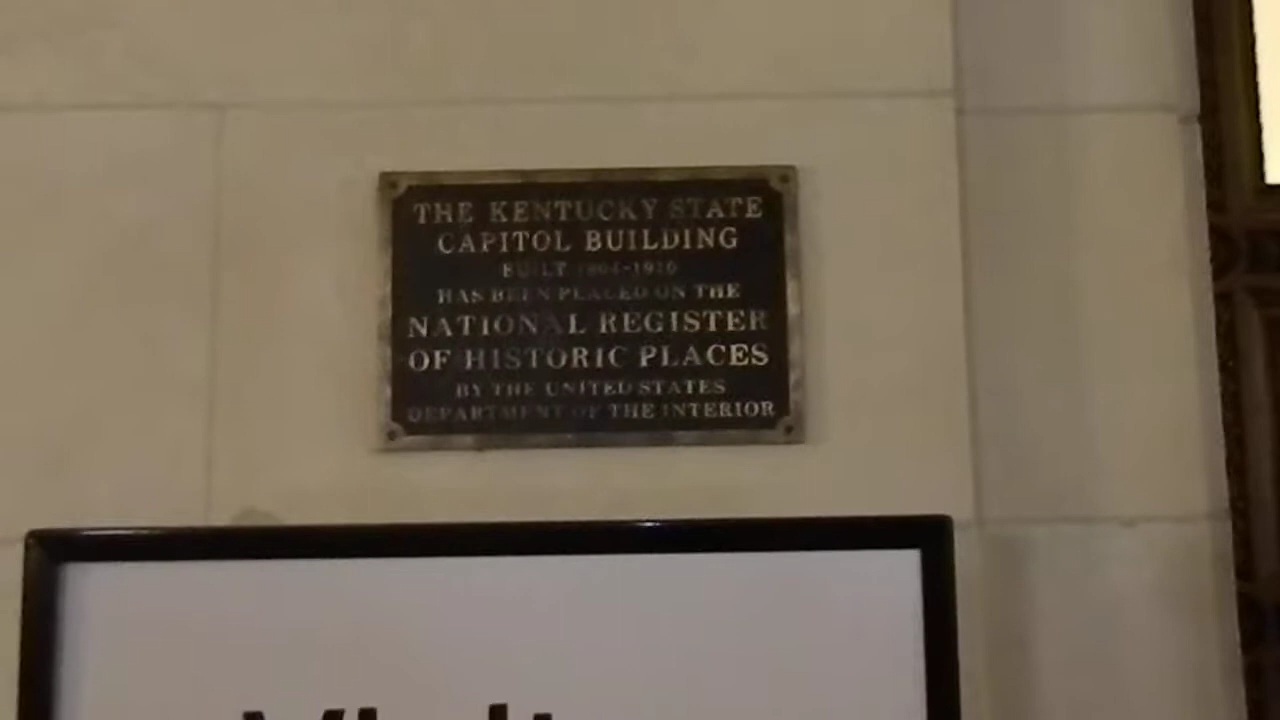 THE KENTUCKY STATE
CAPITOL BUILDING
BUILT 1904-1910
HAS BEEN PLACED ON THE
NATIONAL REGISTER
OF HISTORIC PLACES
BY THE UNITED STATES
DEPARTMENT OF THE INTERIOR